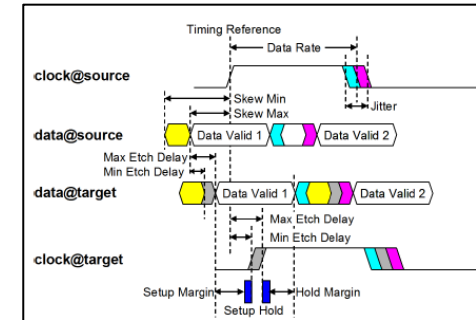 Timing Reference
Data Rate
clock@source
Skew Min
Jitter
Skew Max
data@source
Data Valid 1
Data Valid 2
Max Etch Delay
Min Etch Delay
data@target
Data Valid 1
Data Valid 2
Max Etch Delay
Min Etch Delay
clock@target
Setup Margin
Hold Margin
Setup Hold